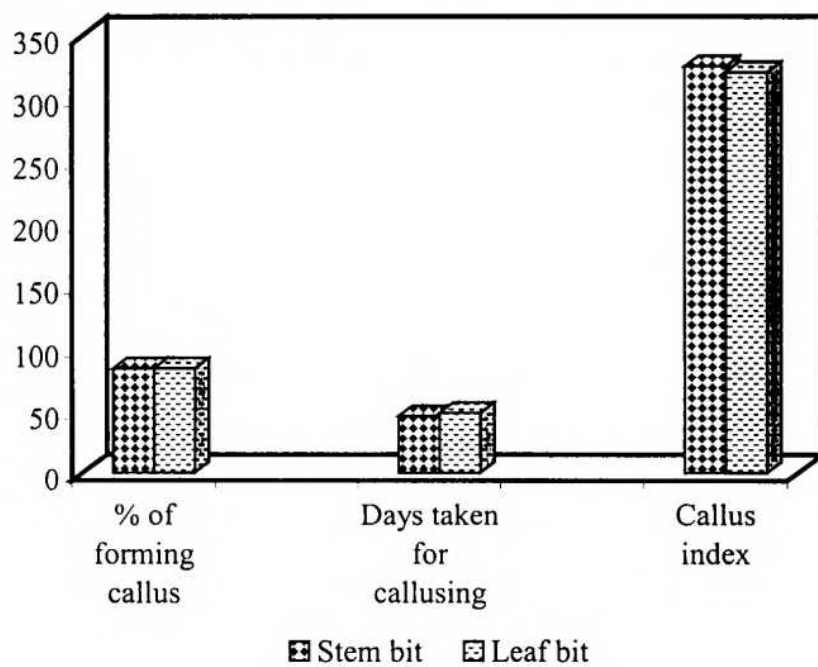 350
300
250
200
150
100
50
0
% of
forming
callus
Days taken
for
callusing
Callus
index
Stem bit
Leaf bit